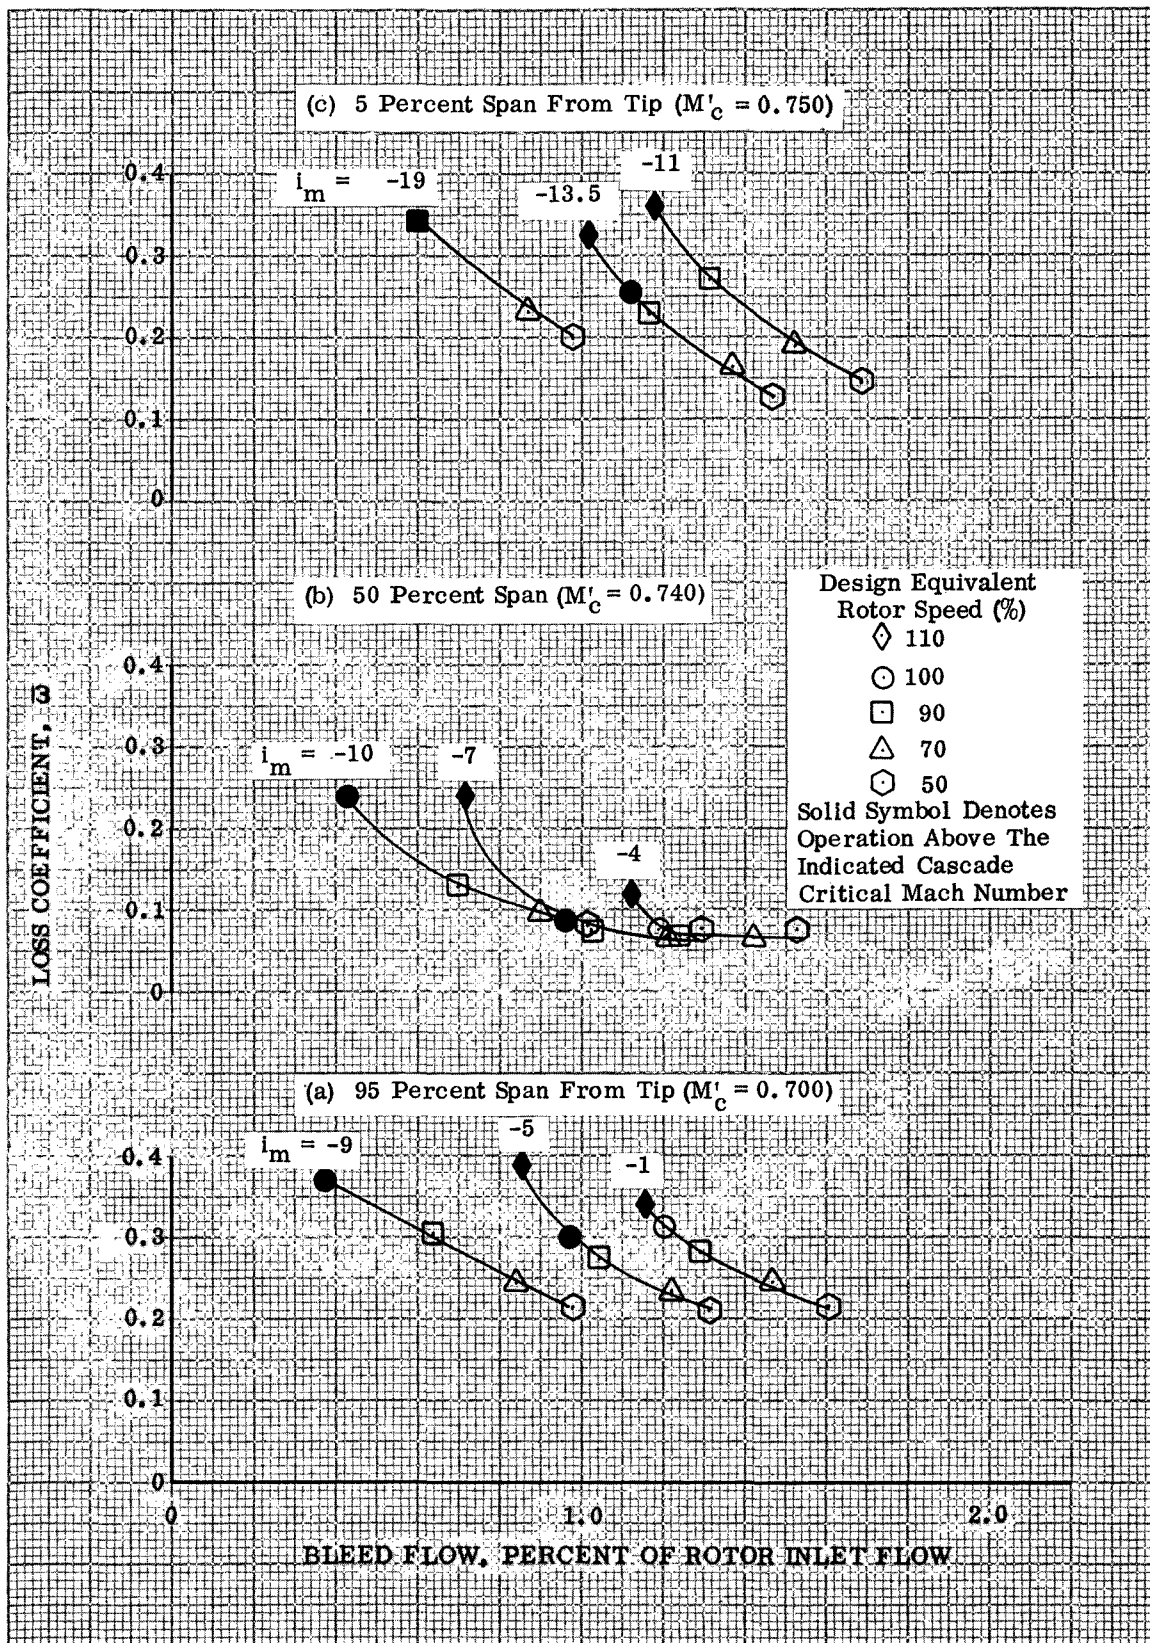 (c) 5 Percent Span From Tip (M'c = 0.750)
0.4
i_m = -19
-13.5
-11
0.3
0.2
0.1
0
(b) 50 Percent Span (M'c = 0.740)
Design Equivalent
Rotor Speed (%)
110
100
90
70
50
Solid Symbol Denotes
Operation Above The
Indicated Cascade
Critical Mach Number
LOSS COEFFICIENT, ω̄
0.4
0.3
i_m = -10
-7
0.2
-4
0.1
0
(a) 95 Percent Span From Tip (M'c = 0.700)
i_m = -9
-5
-1
0.4
0.3
0.2
0.1
0
0
1.0
2.0
BLEED FLOW, PERCENT OF ROTOR INLET FLOW